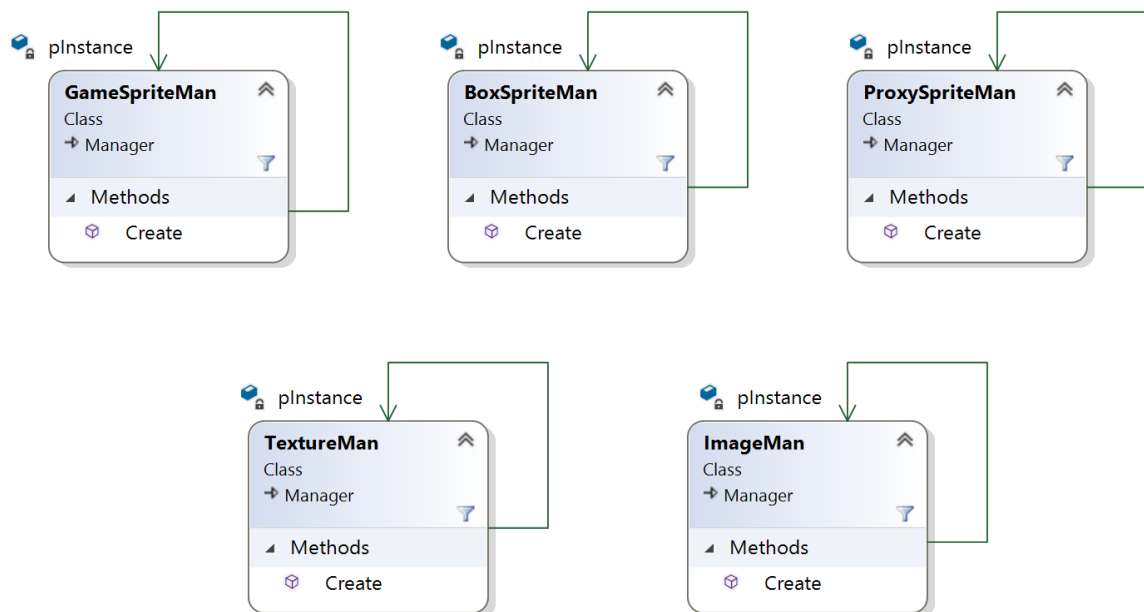 pInstance
GameSpriteMan
Class
Manager
Methods
Create
pInstance
BoxSpriteMan
Class
Manager
Methods
Create
pInstance
ProxySpriteMan
Class
Manager
Methods
Create
pInstance
TextureMan
Class
Manager
Methods
Create
pInstance
ImageMan
Class
Manager
Methods
Create